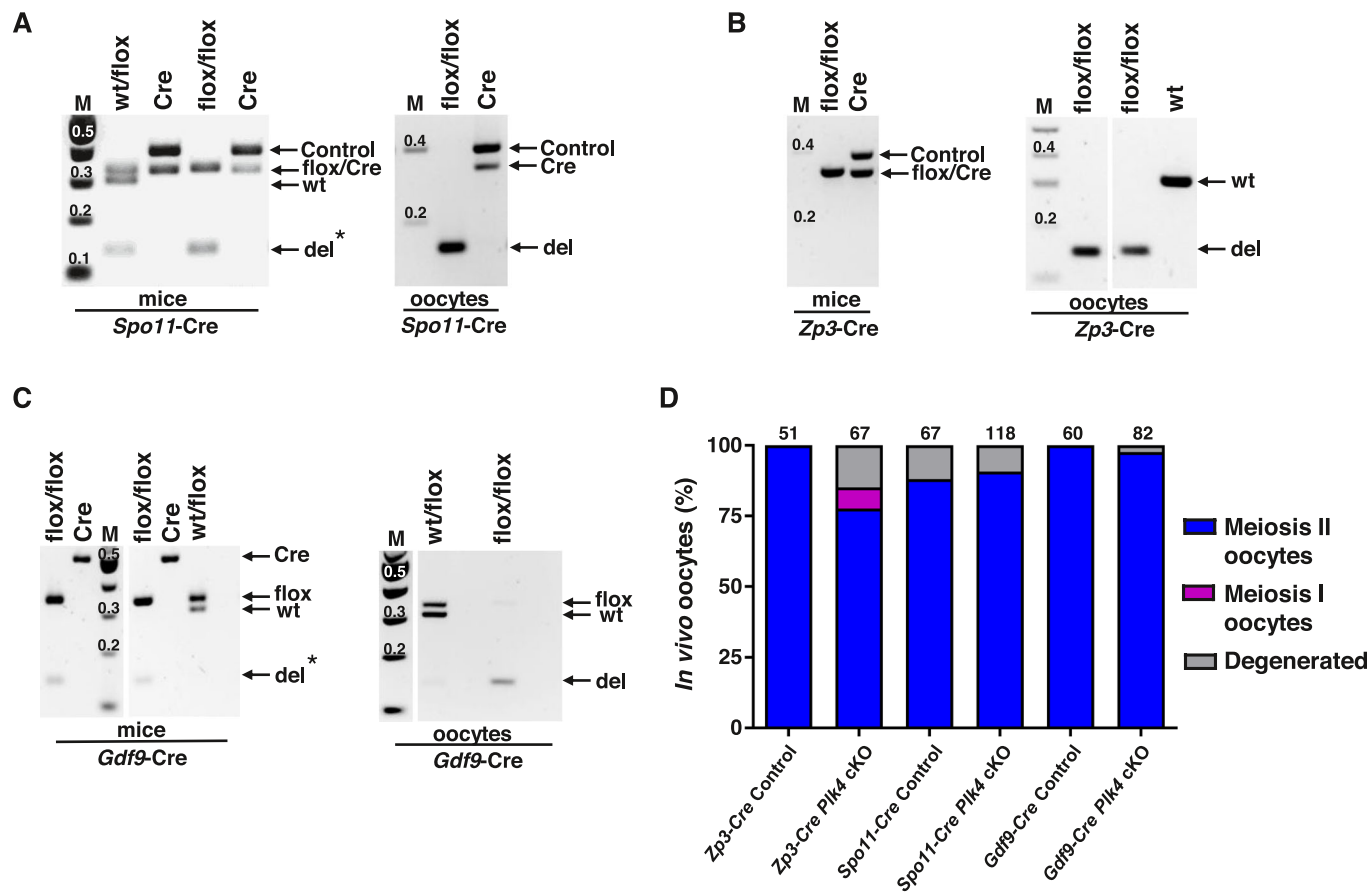 A
M
wt/flox
Cre
flox/flox
Cre
0.5
0.3
0.2
0.1
Control
flox/Cre
wt
del*
mice
Spo11-Cre
M
flox/flox
Cre
0.4
0.2
Control
Cre
del
oocytes
Spo11-Cre
B
M
flox/flox
Cre
0.4
0.2
Control
flox/Cre
mice
Zp3-Cre
M
flox/flox
flox/flox
wt
0.4
0.2
wt
del
oocytes
Zp3-Cre
C
flox/flox
Cre
M
flox/flox
Cre
wt/flox
0.5
0.3
0.2
Cre
flox
wt
del*
mice
Gdf9-Cre
M
wt/flox
flox/flox
0.5
0.3
0.2
flox
wt
del
oocytes
Gdf9-Cre
D
In vivo oocytes (%)
100
75
50
25
0
51
67
67
118
60
82
Zp3-Cre Control
Zp3-Cre Plk4 cKO
Spo11-Cre Control
Spo11-Cre Plk4 cKO
Gdf9-Cre Control
Gdf9-Cre Plk4 cKO
Meiosis II
oocytes
Meiosis I
oocytes
Degenerated